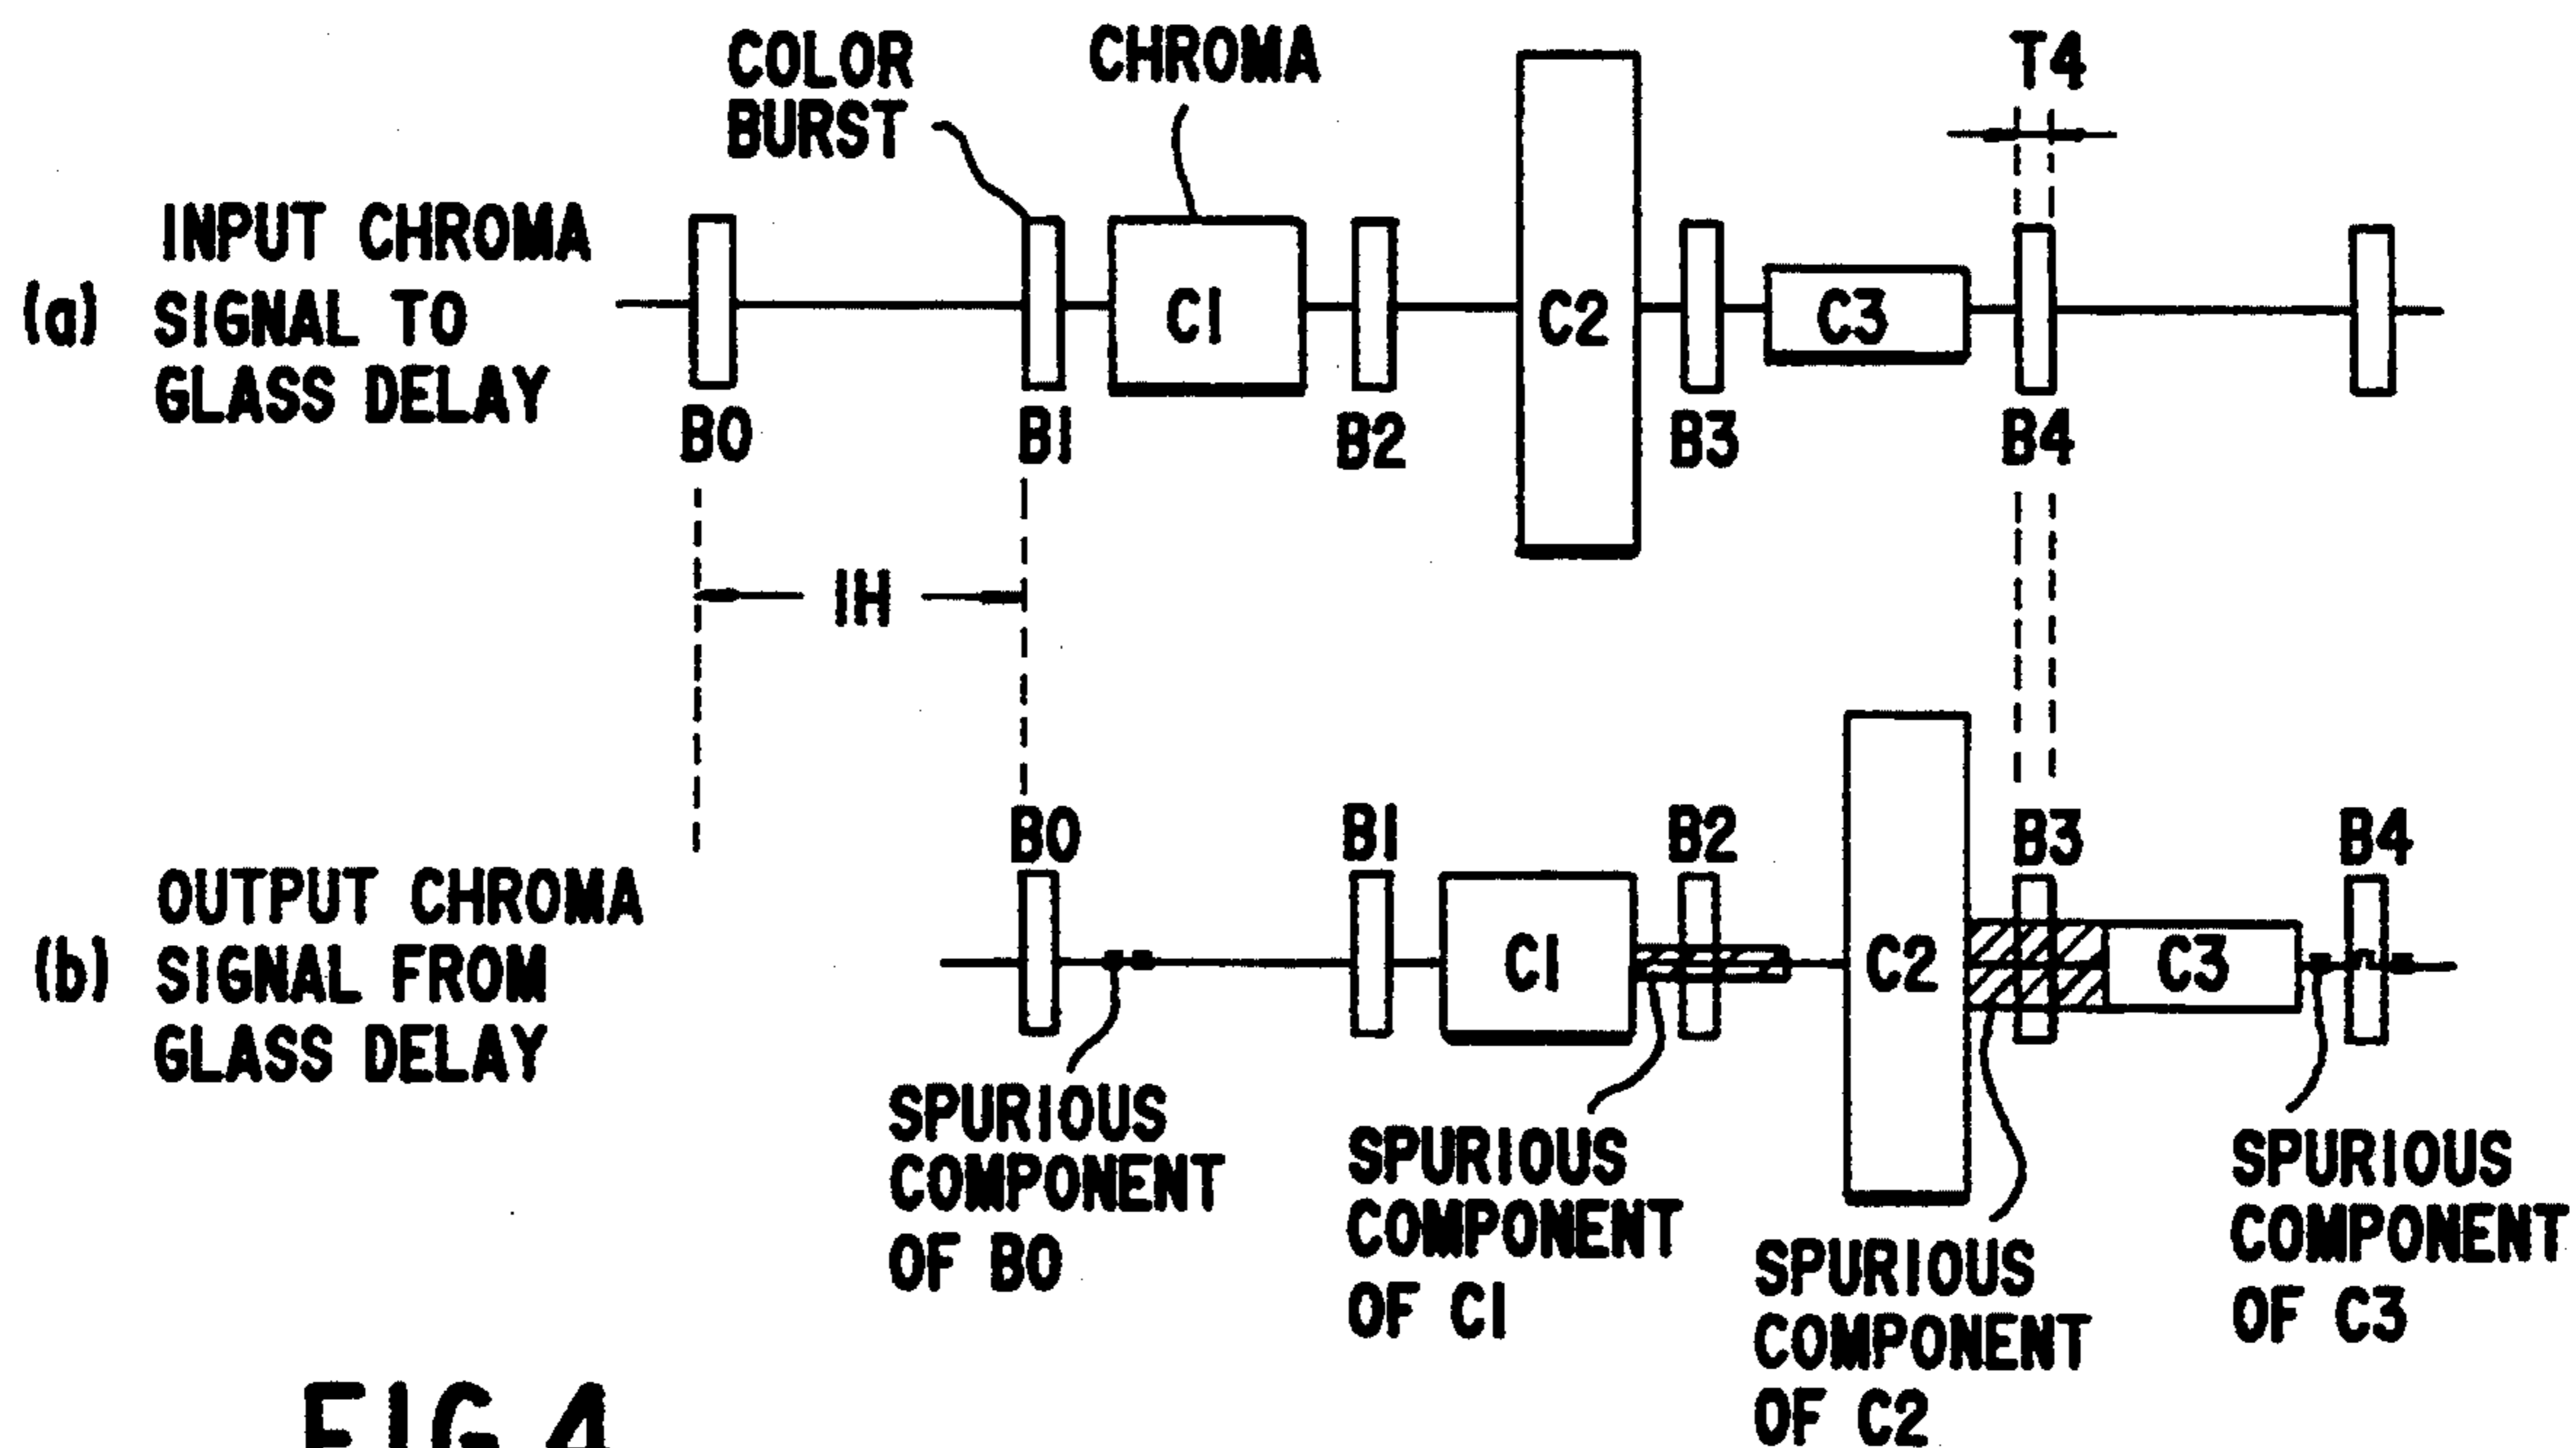 COLOR
BURST
CHROMA
T4
(a)
INPUT CHROMA
SIGNAL TO
GLASS DELAY
C1
C2
C3
B0
B1
B2
B3
B4
1H
B0
B1
B2
B3
B4
(b)
OUTPUT CHROMA
SIGNAL FROM
GLASS DELAY
C1
C2
C3
SPURIOUS
COMPONENT
OF B0
SPURIOUS
COMPONENT
OF C1
SPURIOUS
COMPONENT
OF C2
SPURIOUS
COMPONENT
OF C3
FIG. 4